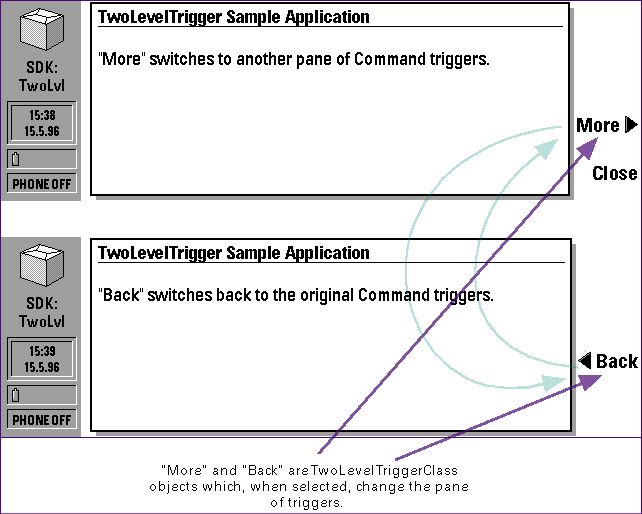 TwoLevelTrigger Sample Application
"More" switches to another pane of Command triggers.
SDK:
TwoLvl
15:38
15.5.96
PHONE OFF
More
Close
TwoLevelTrigger Sample Application
"Back" switches back to the original Command triggers.
SDK:
TwoLvl
15:39
15.5.96
PHONE OFF
Back
"More" and "Back" are TwoLevelTriggerClass
objects which, when selected, change the pane
of triggers.